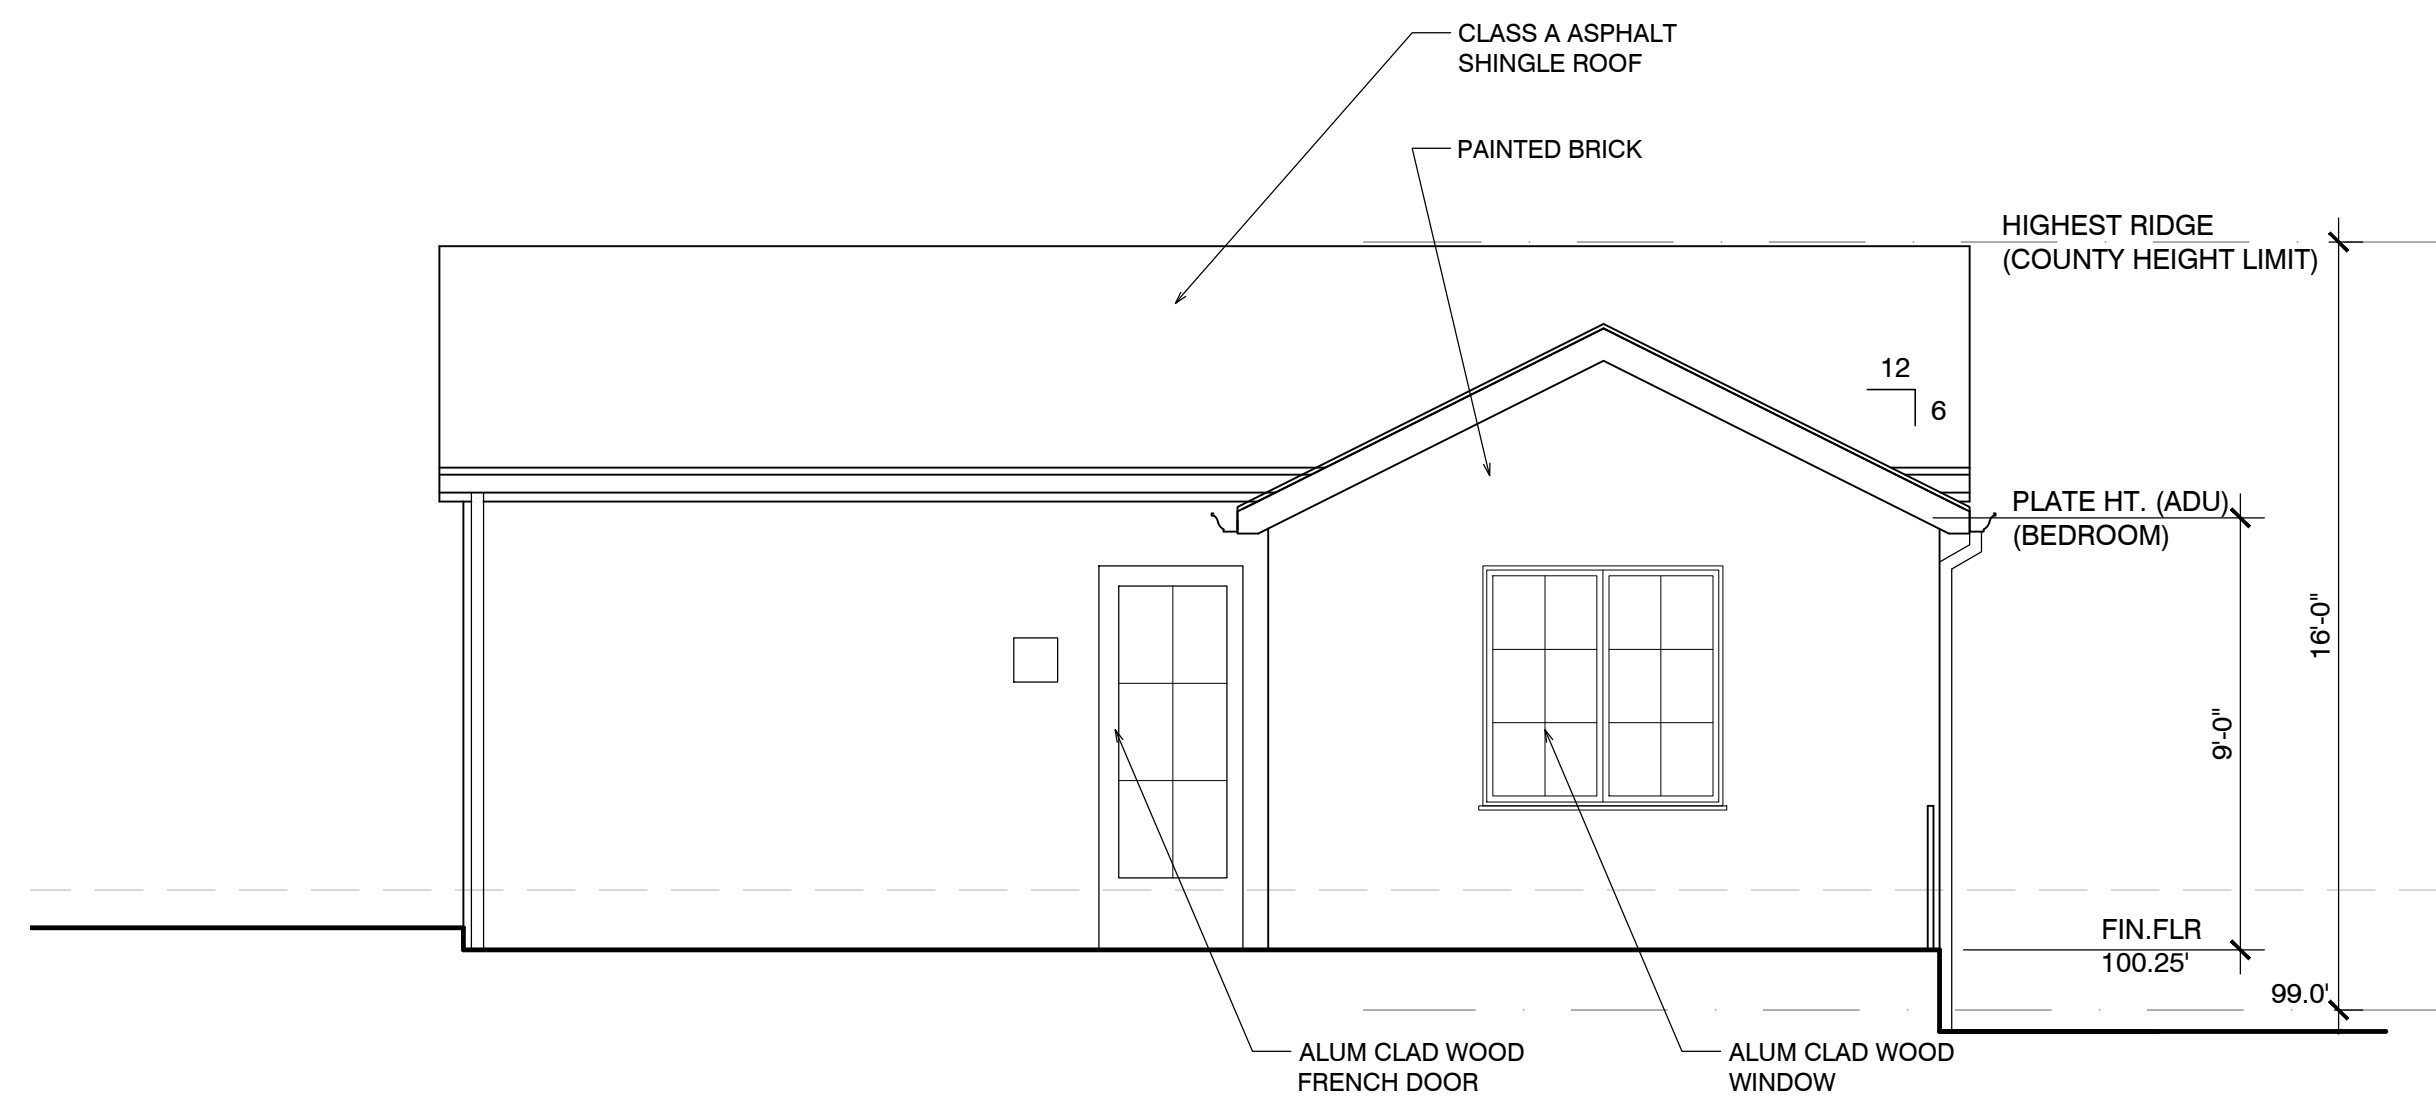 CLASS A ASPHALT
SHINGLE ROOF
PAINTED BRICK
HIGHEST RIDGE
(COUNTY HEIGHT LIMIT)
12
6
PLATE HT. (ADU)
(BEDROOM)
16'-0"
9'-0"
FIN.FLR
100.25'
99.0'
ALUM CLAD WOOD
FRENCH DOOR
ALUM CLAD WOOD
WINDOW